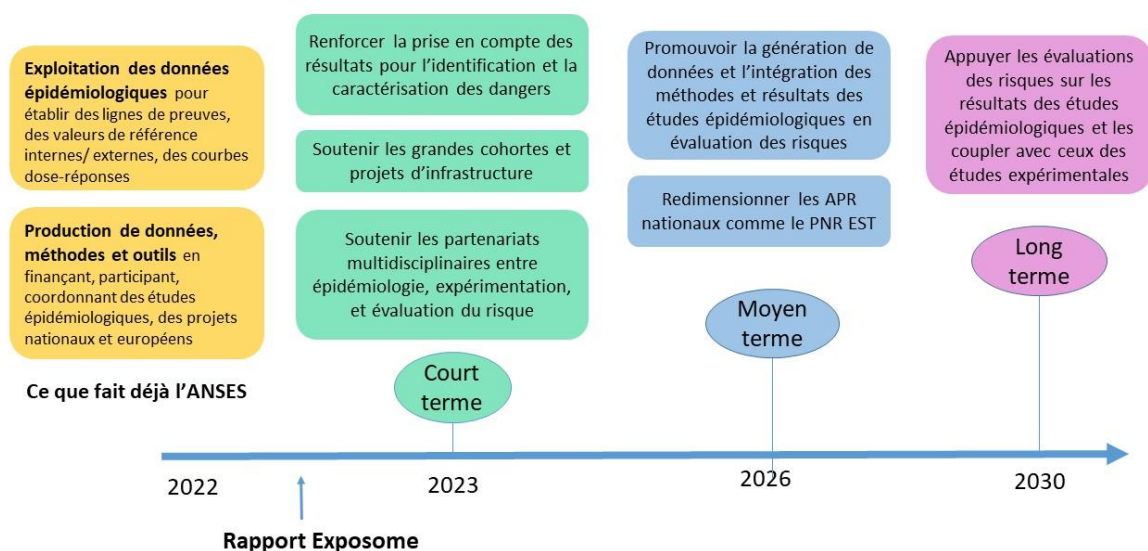 Exploitation des données
épidémiologiques pour
établir des lignes de preuves,
des valeurs de référence
internes/ externes, des courbes
dose-réponses
Production de données,
méthodes et outils en
finançant, participant,
coordonnant des études
épidémiologiques, des projets
nationaux et européens
Ce que fait déjà l’ANSES
Renforcer la prise en compte des
résultats pour l’identification et la
caractérisation des dangers
Soutenir les grandes cohortes et
projets d’infrastructure
Soutenir les partenariats
multidisciplinaires entre
épidémiologie, expérimentation,
et évaluation du risque
Court
terme
Promouvoir la génération de
données et l’intégration des
méthodes et résultats des
études épidémiologiques en
évaluation des risques
Redimensionner les APR
nationaux comme le PNR EST
Moyen
terme
Appuyer les évaluations
des risques sur les
résultats des études
épidémiologiques et les
coupler avec ceux des
études expérimentales
Long
terme
2022
2023
2026
2030
Rapport Exposome